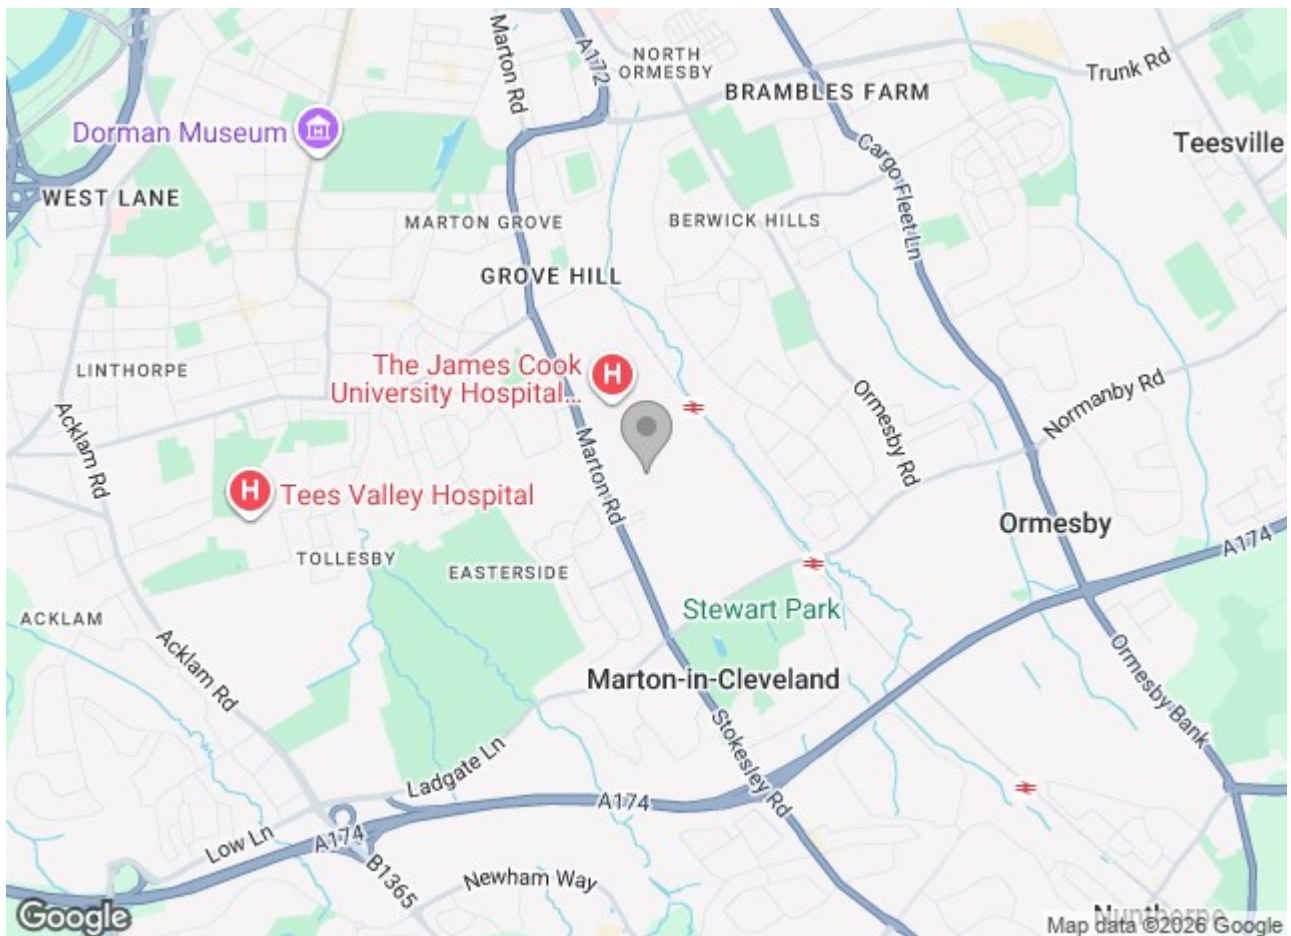 Marton Rd
A172
NORTH
ORMESBY
Trunk Rd
BRAMBLES FARM
Dorman Museum
Teesville
Cargo Fleet Ln
WEST LANE
MARTON GROVE
BERWICK HILLS
GROVE HILL
The James Cook
University Hospital...
LINTHORPE
Acklam Rd
Ormesby Rd
Normanby Rd
Marton Rd
Tees Valley Hospital
Ormesby
A174
TOLLESBY
EASTERSIDE
Stewart Park
ACKLAM
Acklam Rd
Marton-in-Cleveland
Ormesby Bank
Stokesley Rd
Ladgate Ln
A174
Low Ln
A174
B1365
Newham Way
Nunthorpe
Google
Map data ©2026 Google